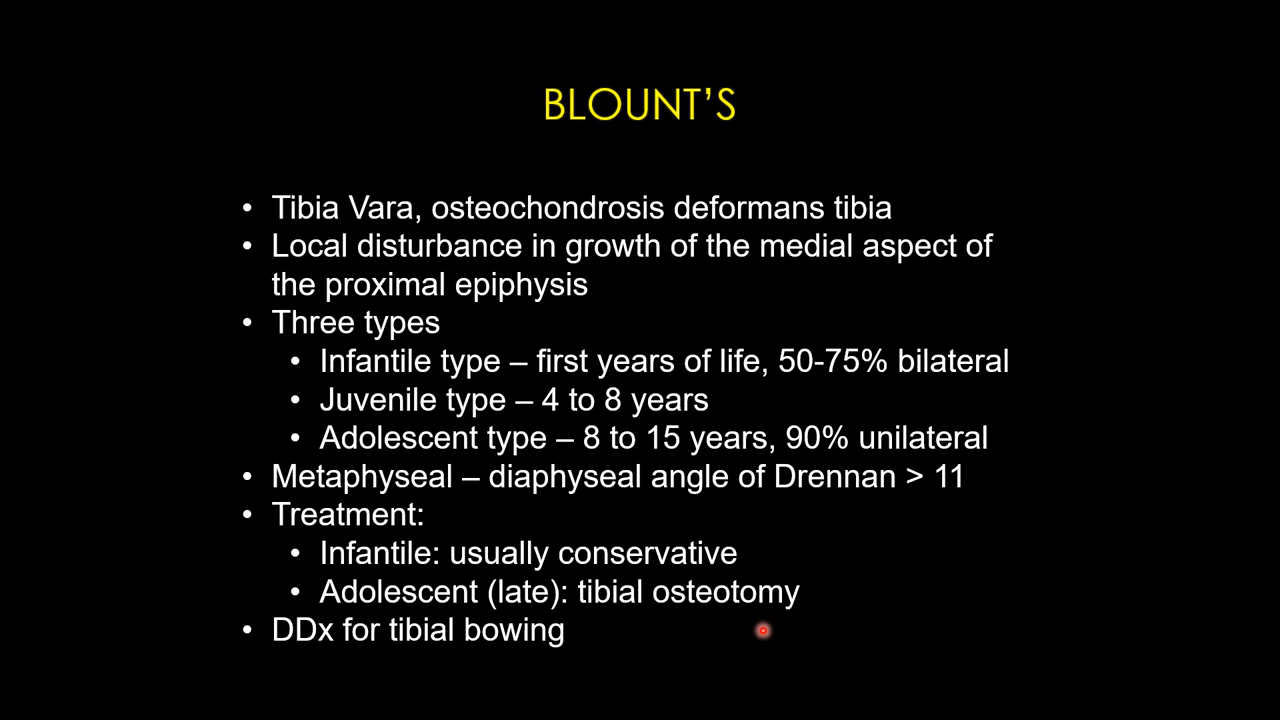 BLOUNT’S
• Tibia Vara, osteochondrosis deformans tibia
• Local disturbance in growth of the medial aspect of
the proximal epiphysis
• Three types
• Infantile type – first years of life, 50-75% bilateral
• Juvenile type – 4 to 8 years
• Adolescent type – 8 to 15 years, 90% unilateral
• Metaphyseal – diaphyseal angle of Drennan > 11
• Treatment:
• Infantile: usually conservative
• Adolescent (late): tibial osteotomy
• DDx for tibial bowing